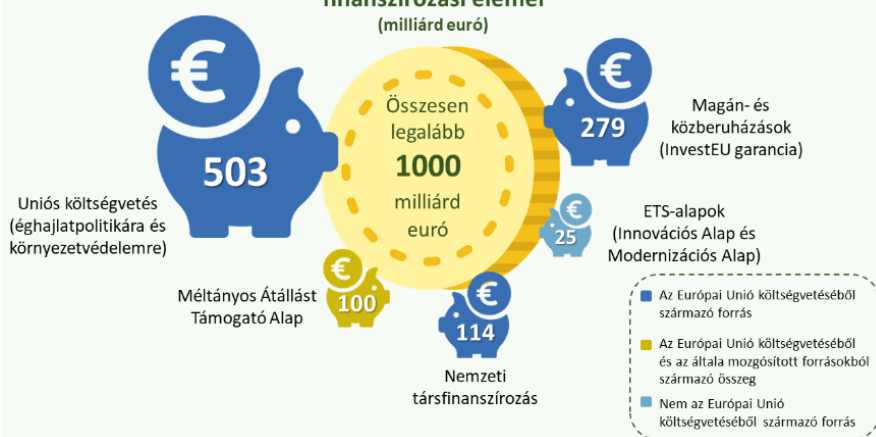 finanszírozási elemei
(milliárd euró)
€
503
Uniós költségvetés
(éghajlatpolitikára és
környezetvédelemre)
Összesen
legalább
1000
milliárd
euró
€
279
Magán- és
közberuházások
(InvestEU garancia)
€
25
ETS-alapok
(Innovációs Alap és
Modernizációs Alap)
€
100
Méltányos Átállást
Támogató Alap
€
114
Nemzeti
társfinanszírozás
Az Európai Unió költségvetéséből
származó forrás
Az Európai Unió költségvetéséből
és az általa mozgósított forrásokból
származó összeg
Nem az Európai Unió
költségvetéséből származó forrás